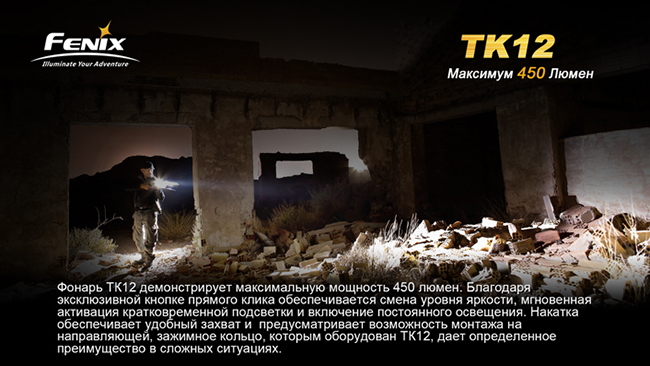 FENIX
Illuminate Your Adventure
TK12
Максимум 450 Люмен
Фонарь ТК12 демонстрирует максимальную мощность 450 люмен. Благодаря
эксклюзивной кнопке прямого клика обеспечивается смена уровня яркости, мгновенная
активация кратковременной подсветки и включение постоянного освещения. Накатка
обеспечивает удобный захват и предусматривает возможность монтажа на
направляющей, зажимное кольцо, которым оборудован ТК12, дает определенное
преимущество в сложных ситуациях.